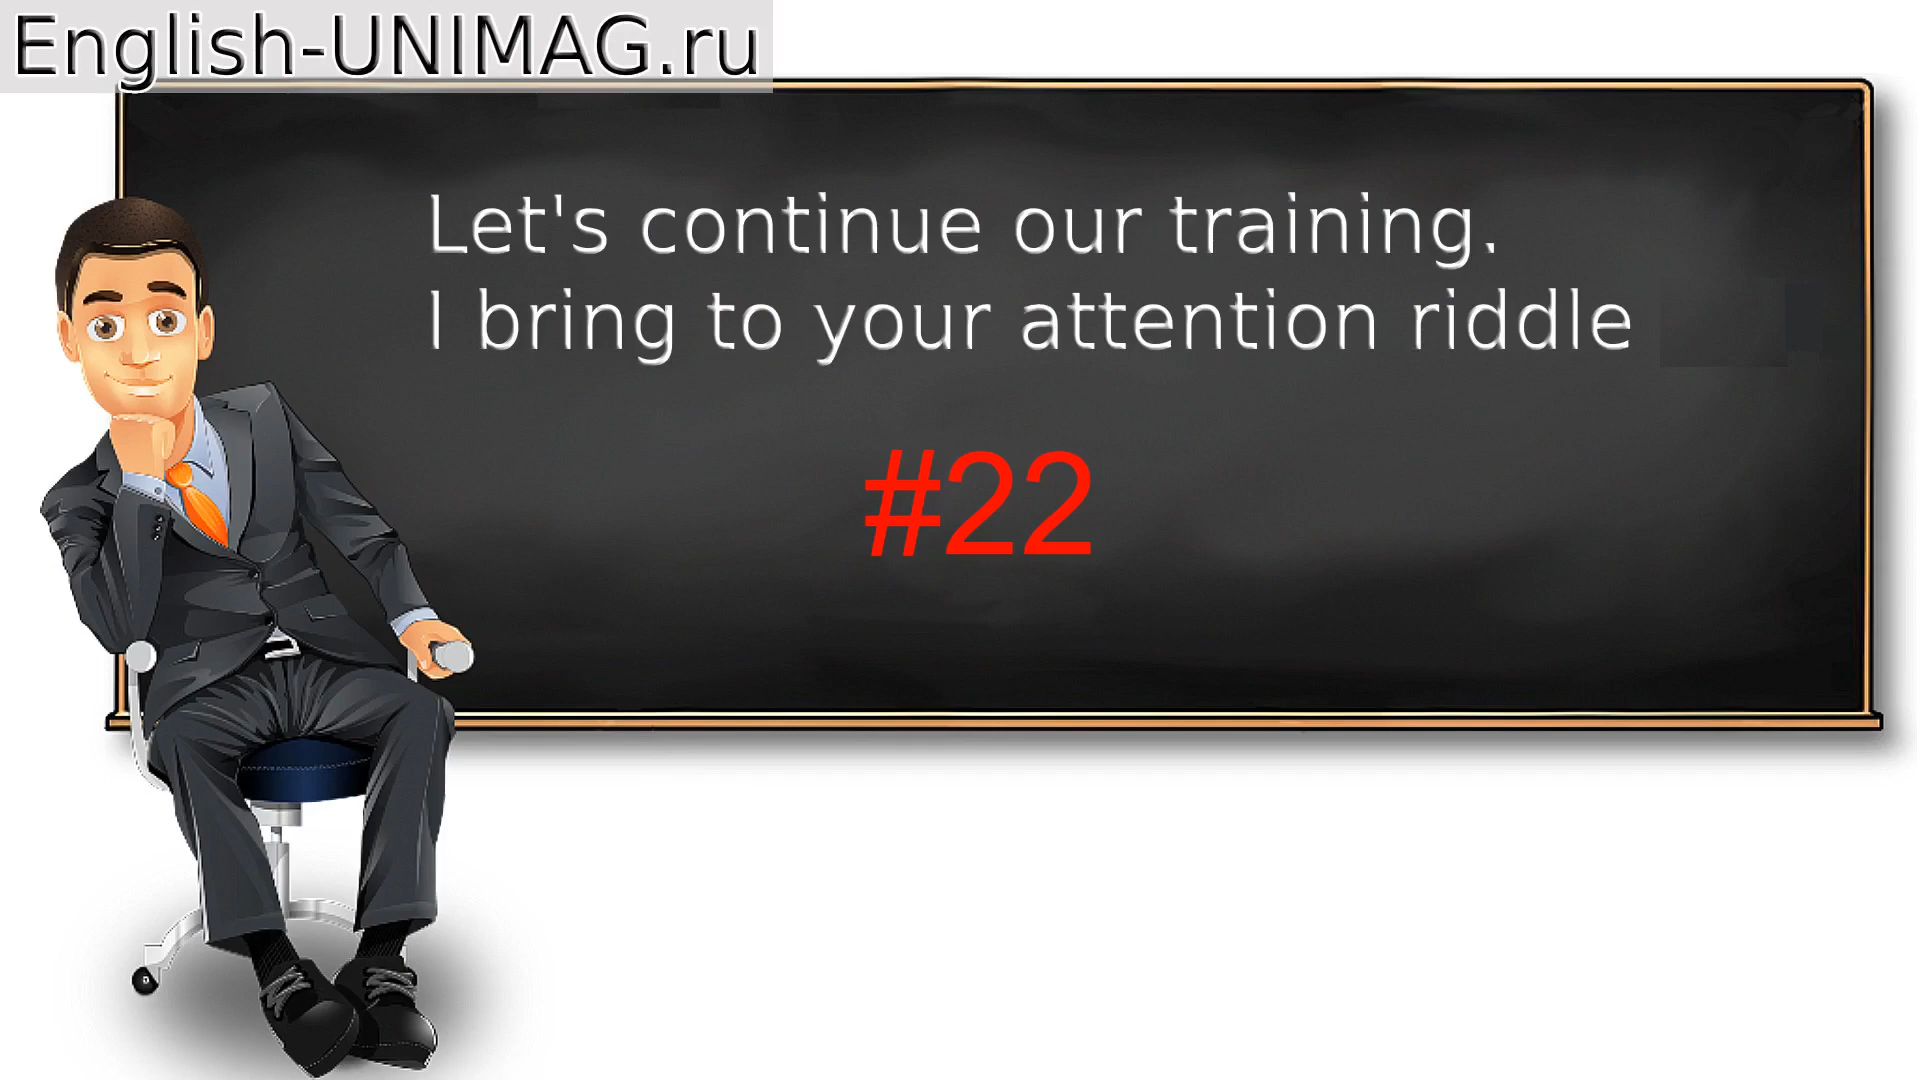 English-UNIMAG.ru
Let's continue our training.
I bring to your attention riddle
#22